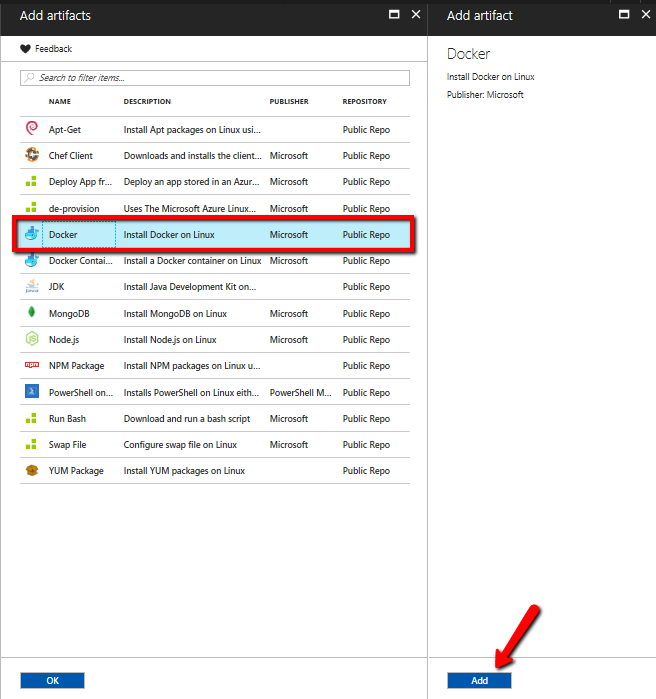 Add artifacts
Feedback
Search to filter items...
NAME DESCRIPTION PUBLISHER REPOSITORY
Apt-Get Install Apt packages on Linux usi... Public Repo
Chef Client Downloads and installs the client... Microsoft Public Repo
Deploy App fr... Deploy an app stored in an Azur... Microsoft Public Repo
de-provision Uses The Microsoft Azure Linux... Microsoft Public Repo
Docker Install Docker on Linux Microsoft Public Repo
Docker Contai... Install a Docker container on Linux Microsoft Public Repo
JDK Install Java Development Kit on... Public Repo
MongoDB Install MongoDB on Linux Microsoft Public Repo
Node.js Install Node.js on Linux Microsoft Public Repo
NPM Package Install NPM packages on Linux u... Public Repo
PowerShell on... Installs PowerShell on Linux eith... PowerShell M... Public Repo
Run Bash Download and run a bash script Microsoft Public Repo
Swap File Configure swap file on Linux Microsoft Public Repo
YUM Package Install YUM packages on Linux Public Repo
OK
Add artifact
Docker
Install Docker on Linux
Publisher: Microsoft
Add